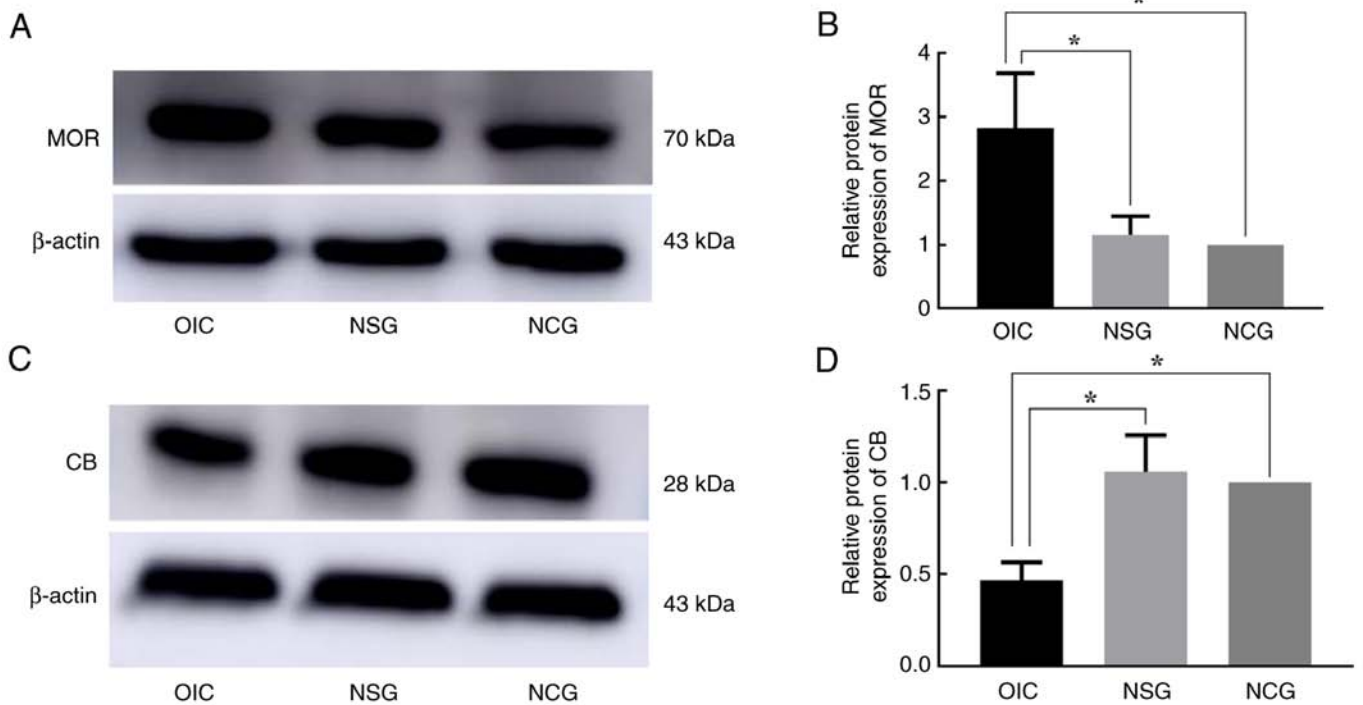 A
MOR
70 kDa
β-actin
43 kDa
OIC NSG NCG
B
*
*
Relative protein
expression of MOR
4
3
2
1
0
OIC NSG NCG
C
CB
28 kDa
β-actin
43 kDa
OIC NSG NCG
D
*
*
Relative protein
expression of CB
1.5
1.0
0.5
0.0
OIC NSG NCG